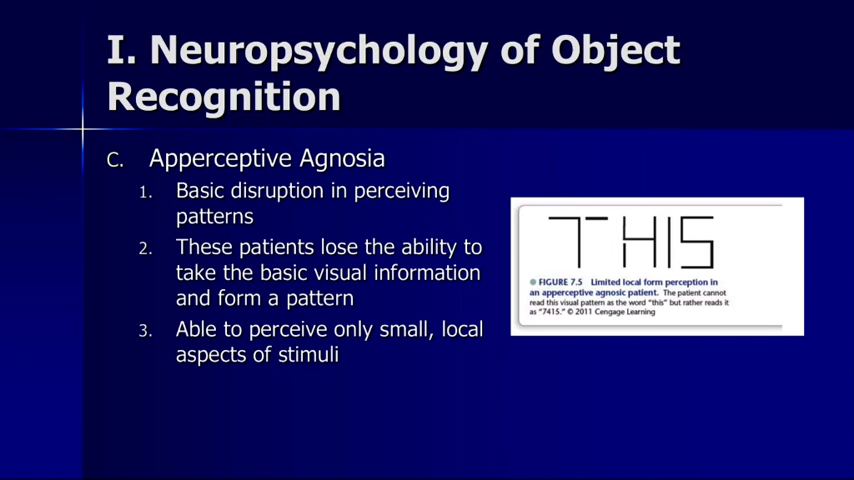 I. Neuropsychology of Object
Recognition
C. Apperceptive Agnosia
1. Basic disruption in perceiving
patterns
2. These patients lose the ability to
take the basic visual information
and form a pattern
3. Able to perceive only small, local
aspects of stimuli
THIS
FIGURE 7.5 Limited local form perception in
an apperceptive agnosic patient. The patient cannot
read this visual pattern as the word “this” but rather reads it
as “7415.” © 2011 Cengage Learning